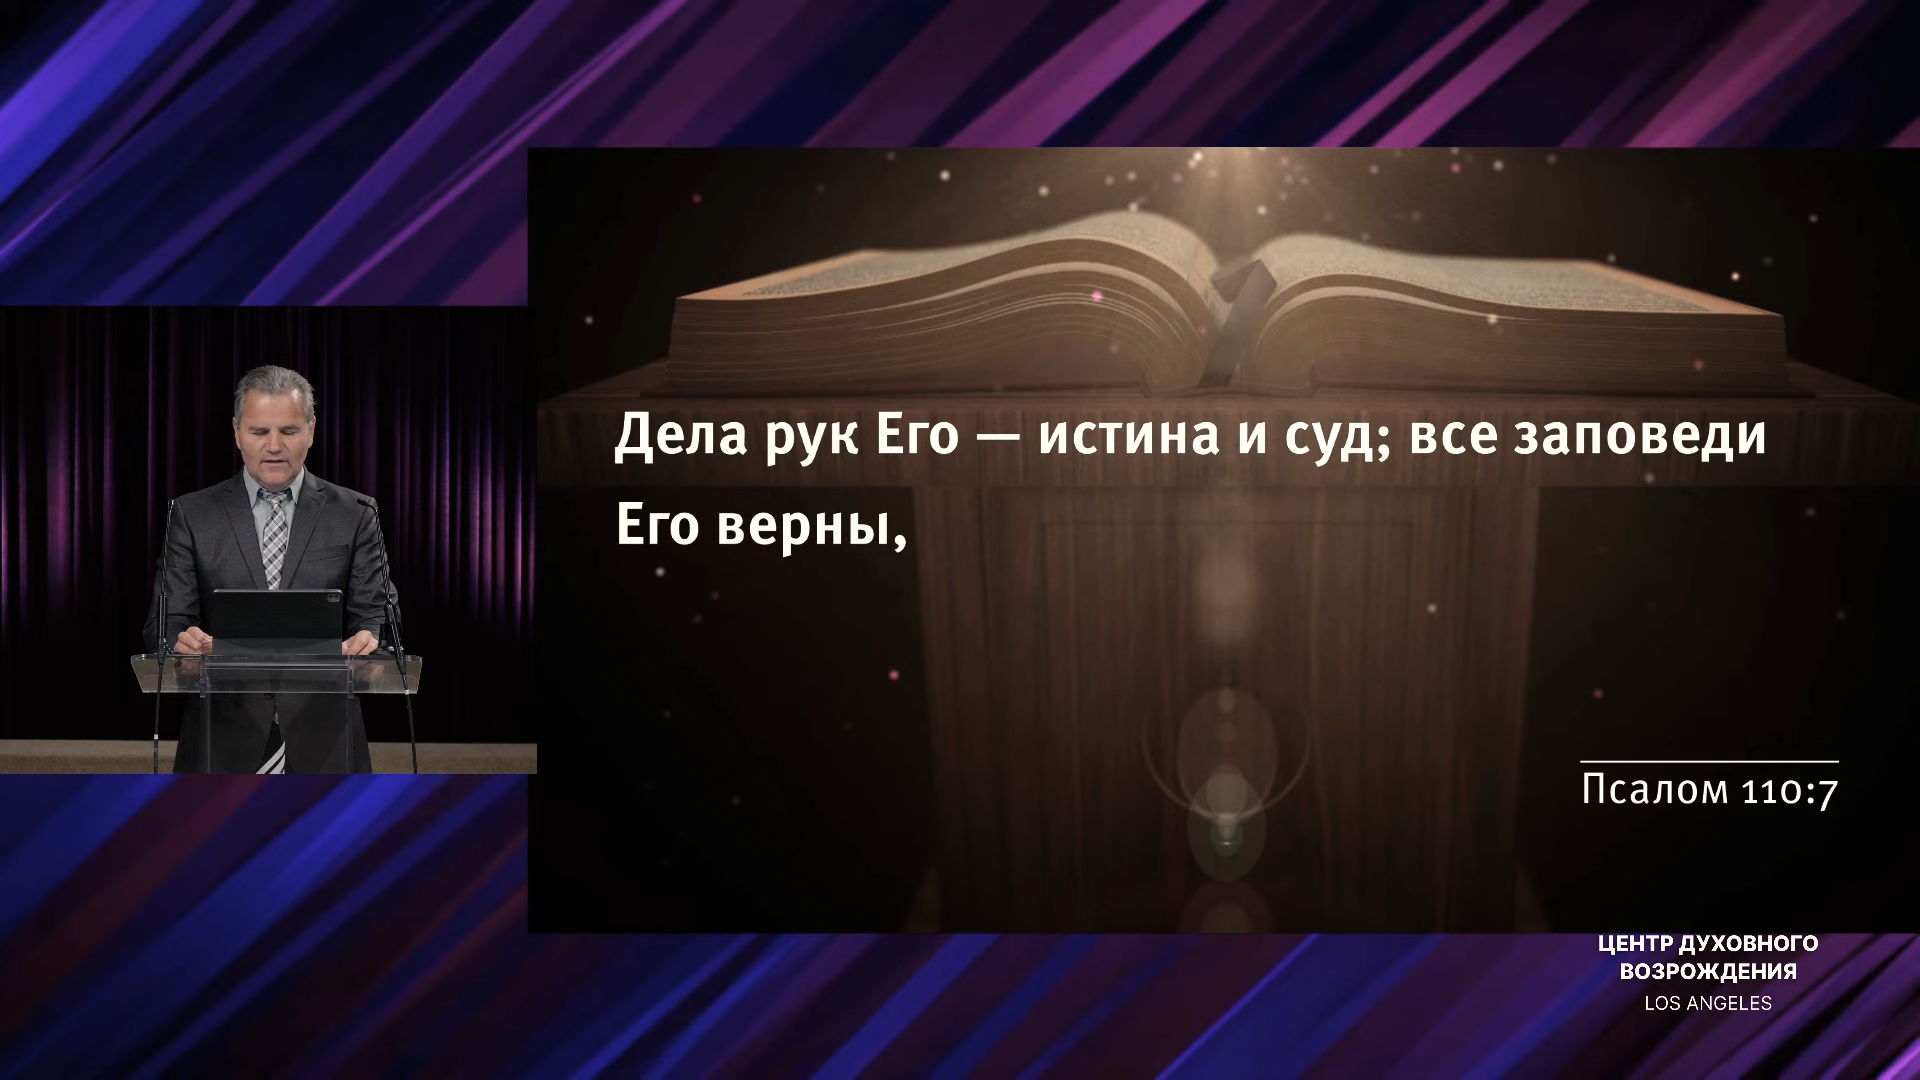 Дела рук Его — истина и суд; все заповеди
Его верны,
Псалом 110:7
ЦЕНТР ДУХОВНОГО
ВОЗРОЖДЕНИЯ
LOS ANGELES